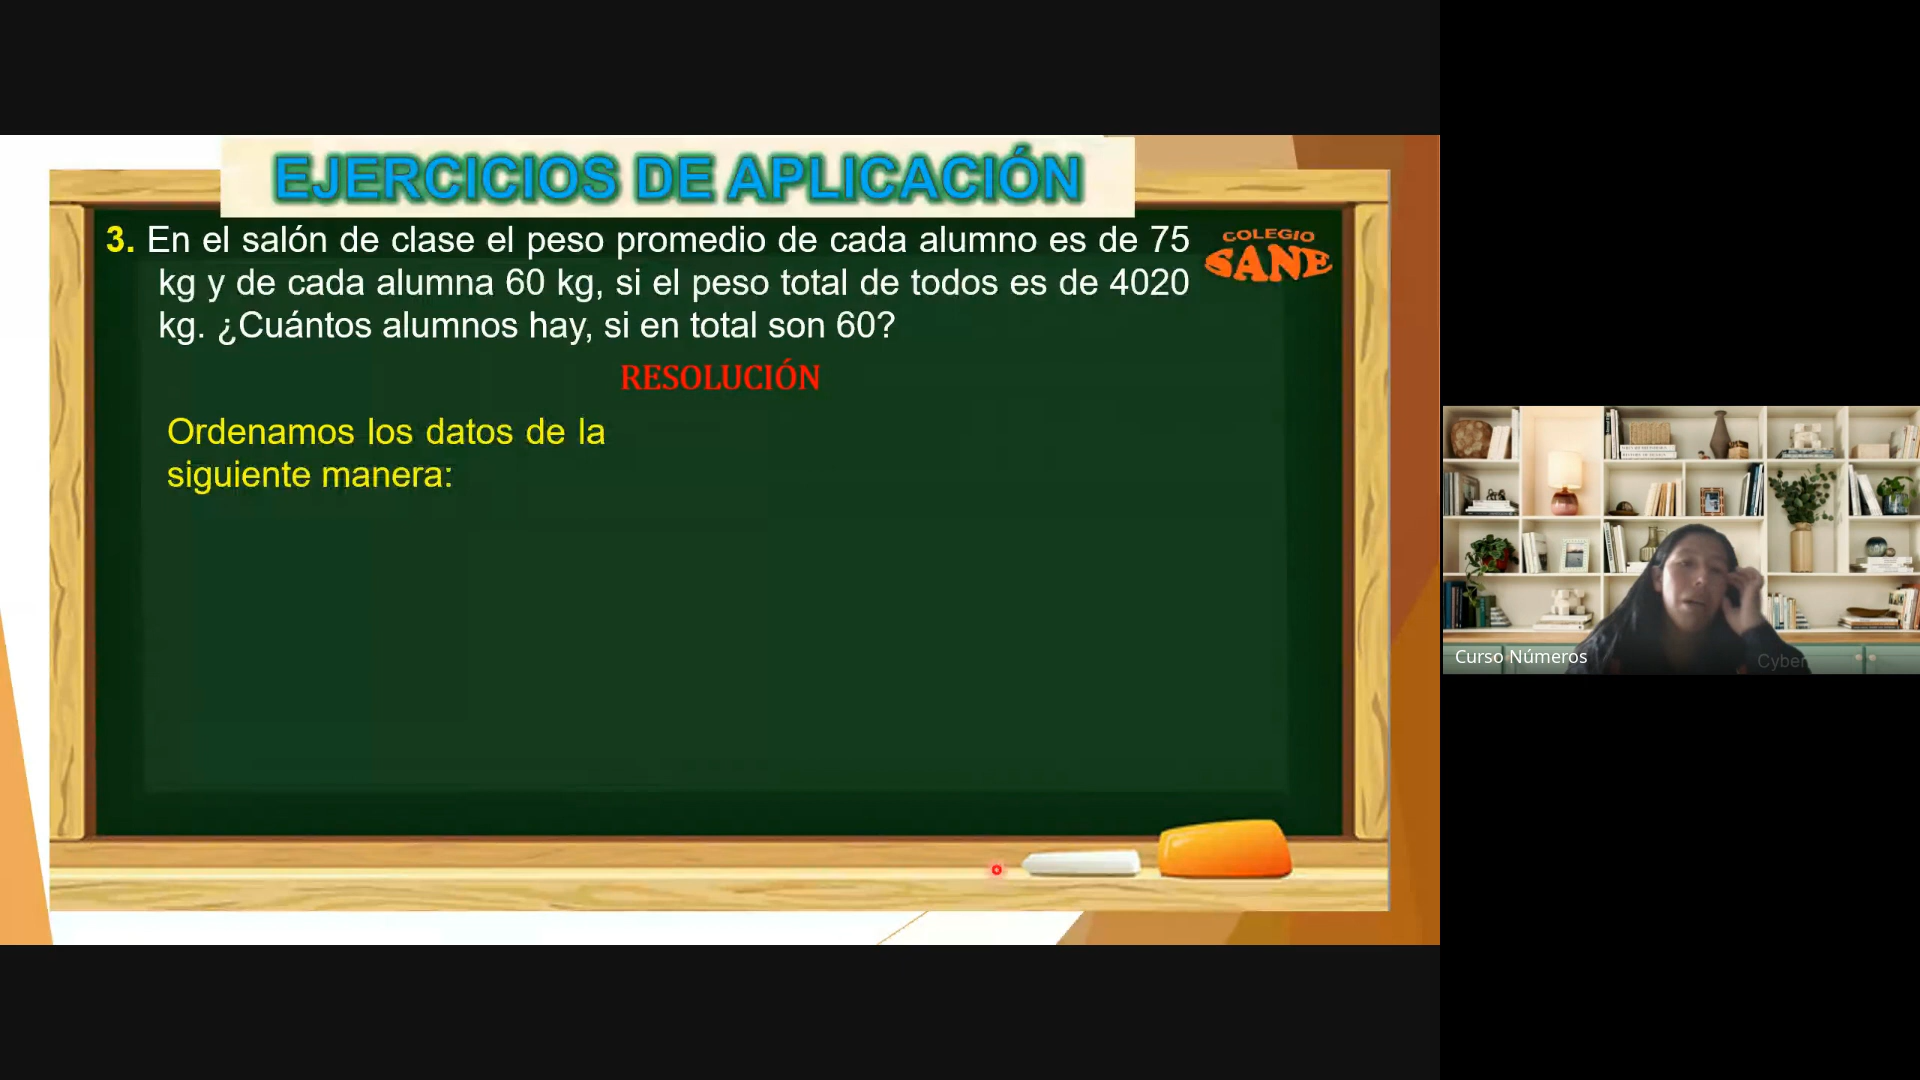 EJERCICIOS DE APLICACIÓN
3. En el salón de clase el peso promedio de cada alumno es de 75
kg y de cada alumna 60 kg, si el peso total de todos es de 4020
kg. ¿Cuántos alumnos hay, si en total son 60?
COLEGIO
SANE
RESOLUCIÓN
Ordenamos los datos de la
siguiente manera:
Curso Números
Cyber